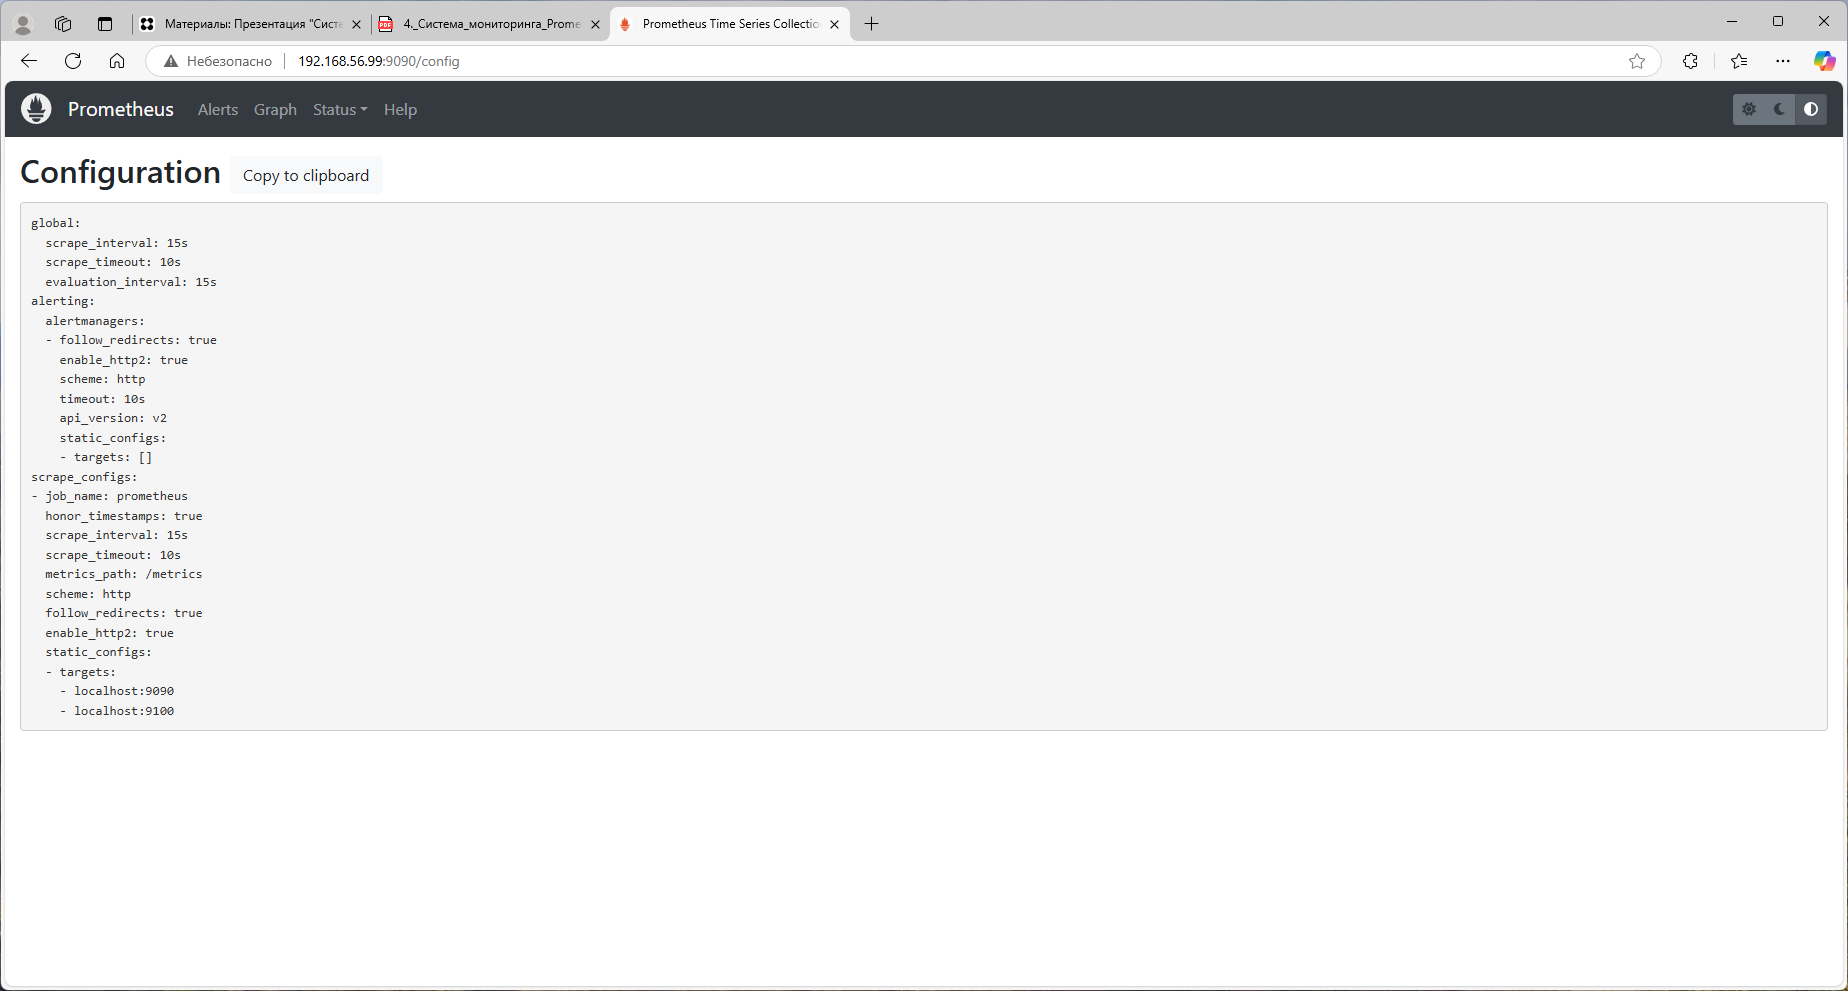 Материалы: Презентация "Систе
4._Система_мониторинга_Prome
Prometheus Time Series Collectio
Небезопасно
192.168.56.99:9090/config
Prometheus Alerts Graph Status Help
Configuration Copy to clipboard
global:
  scrape_interval: 15s
  scrape_timeout: 10s
  evaluation_interval: 15s
alerting:
  alertmanagers:
  - follow_redirects: true
    enable_http2: true
    scheme: http
    timeout: 10s
    api_version: v2
    static_configs:
    - targets: []
scrape_configs:
- job_name: prometheus
  honor_timestamps: true
  scrape_interval: 15s
  scrape_timeout: 10s
  metrics_path: /metrics
  scheme: http
  follow_redirects: true
  enable_http2: true
  static_configs:
  - targets:
    - localhost:9090
    - localhost:9100